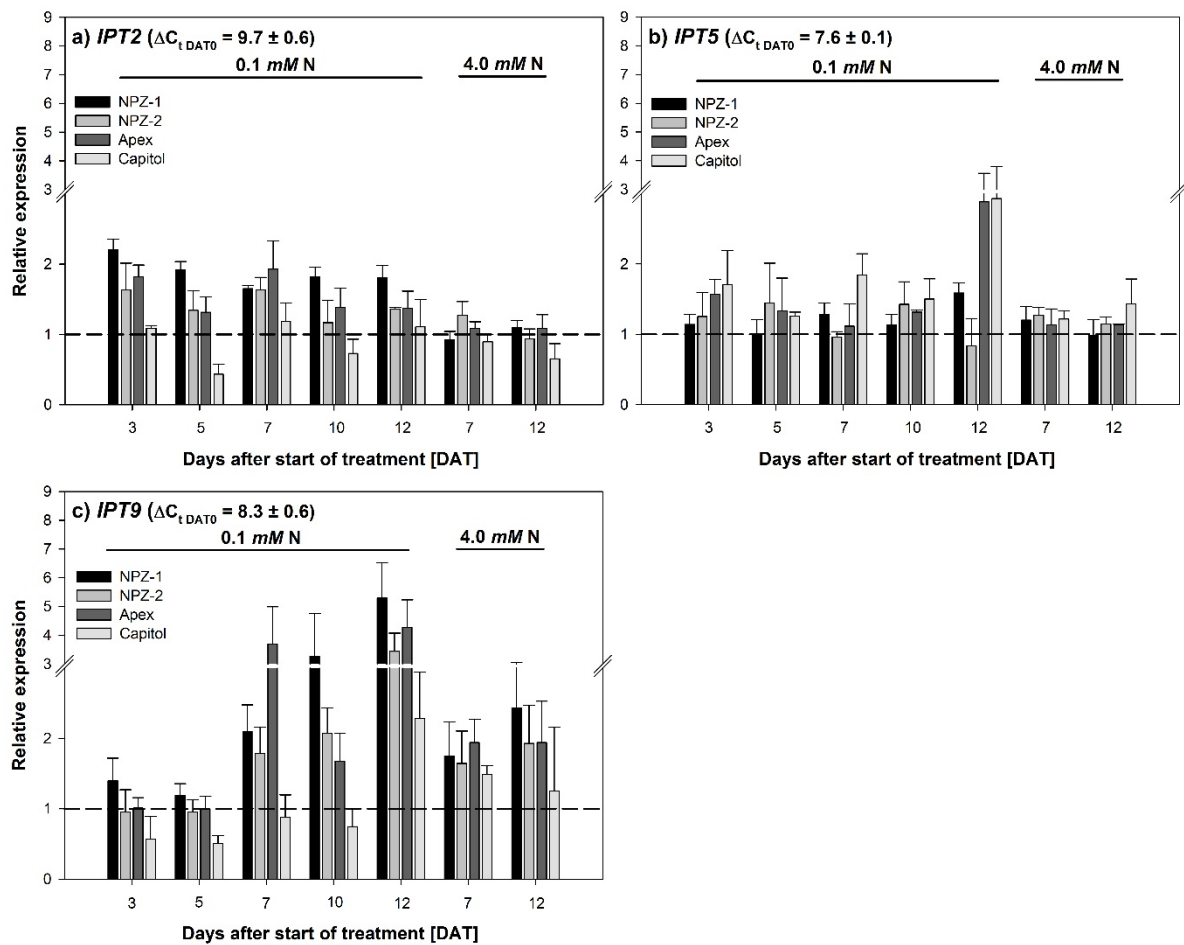 a) IPT2 (ΔCt DAT0 = 9.7 ± 0.6)
0.1 mM N
4.0 mM N
NPZ-1
NPZ-2
Apex
Capitol
Relative expression
9
8
7
6
5
4
3
2
1
0
3 5 7 10 12 7 12
Days after start of treatment [DAT]
b) IPT5 (ΔCt DAT0 = 7.6 ± 0.1)
0.1 mM N
4.0 mM N
NPZ-1
NPZ-2
Apex
Capitol
9
8
7
6
5
4
3
2
1
0
3 5 7 10 12 7 12
Days after start of treatment [DAT]
c) IPT9 (ΔCt DAT0 = 8.3 ± 0.6)
0.1 mM N
4.0 mM N
NPZ-1
NPZ-2
Apex
Capitol
Relative expression
9
8
7
6
5
4
3
2
1
0
3 5 7 10 12 7 12
Days after start of treatment [DAT]